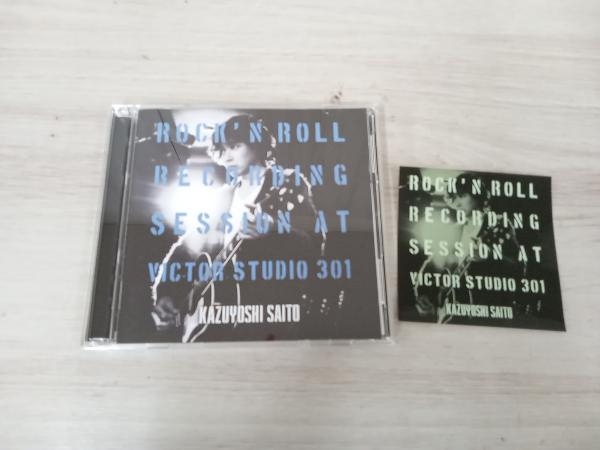 ROCK'N ROLL
RECORDING
SESSION AT
VICTOR STUDIO 301
KAZUYOSHI SAITO
ROCK'N ROLL
RECORDING
SESSION AT
VICTOR STUDIO 301
KAZUYOSHI SAITO